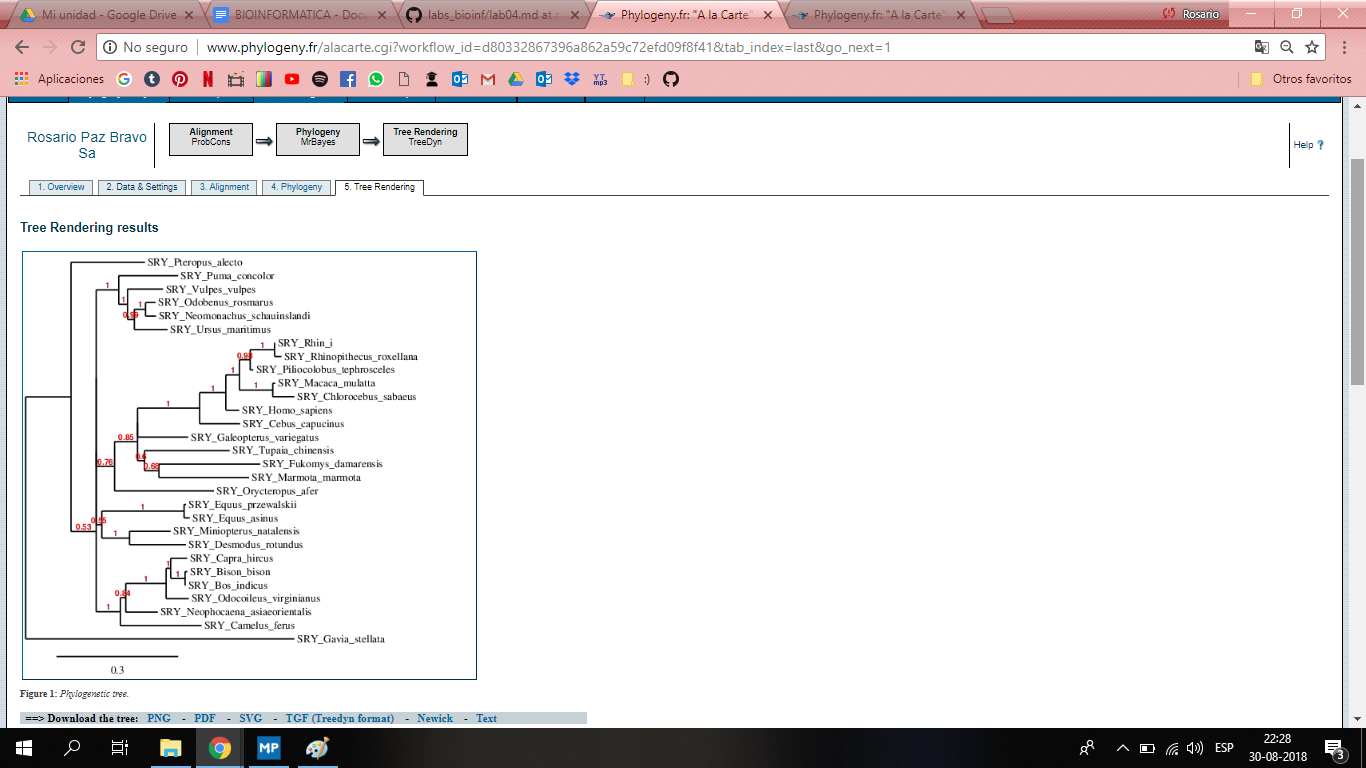 Mi unidad - Google Drive
BIOINFORMATICA - Docu
labs_bioinf/lab04.md at
Phylogeny.fr: "A la Carte"
Phylogeny.fr: "A la Carte"
Rosario
No seguro
www.phylogeny.fr/alacarte.cgi?workflow_id=d80332867396a862a59c72efd09f8f41&tab_index=last&go_next=1
Aplicaciones
YT
mp3
:)
Otros favoritos
Rosario Paz Bravo
Sa
Alignment
ProbCons
Phylogeny
MrBayes
Tree Rendering
TreeDyn
Help ?
1. Overview
2. Data & Settings
3. Alignment
4. Phylogeny
5. Tree Rendering
Tree Rendering results
SRY_Pteropus_alecto
SRY_Puma_concolor
1
SRY_Vulpes_vulpes
1
SRY_Odobenus_rosmarus
1
SRY_Neomonachus_schauinslandi
0.99
SRY_Ursus_maritimus
SRY_Rhin_i
1
SRY_Rhinopithecus_roxellana
0.98
SRY_Piliocolobus_tephrosceles
1
SRY_Macaca_mulatta
1
1
SRY_Chlorocebus_sabaeus
1
SRY_Homo_sapiens
SRY_Cebus_capucinus
0.85
SRY_Galeopterus_variegatus
SRY_Tupaia_chinensis
0.6
SRY_Fukomys_damarensis
0.76
0.68
SRY_Marmota_marmota
SRY_Orycteropus_afer
SRY_Equus_przewalskii
1
SRY_Equus_asinus
0.53
SRY_Miniopterus_natalensis
1
SRY_Desmodus_rotundus
SRY_Capra_hircus
1
SRY_Bison_bison
1
1
SRY_Bos_indicus
0.84
SRY_Odocoileus_virginianus
1
SRY_Neophocaena_asiaeorientalis
SRY_Camelus_ferus
SRY_Gavia_stellata
0.3
Figure 1: Phylogenetic tree.
==> Download the tree: PNG - PDF - SVG - TGF (Treedyn format) - Newick - Text
MP
ESP
22:28
30-08-2018
3